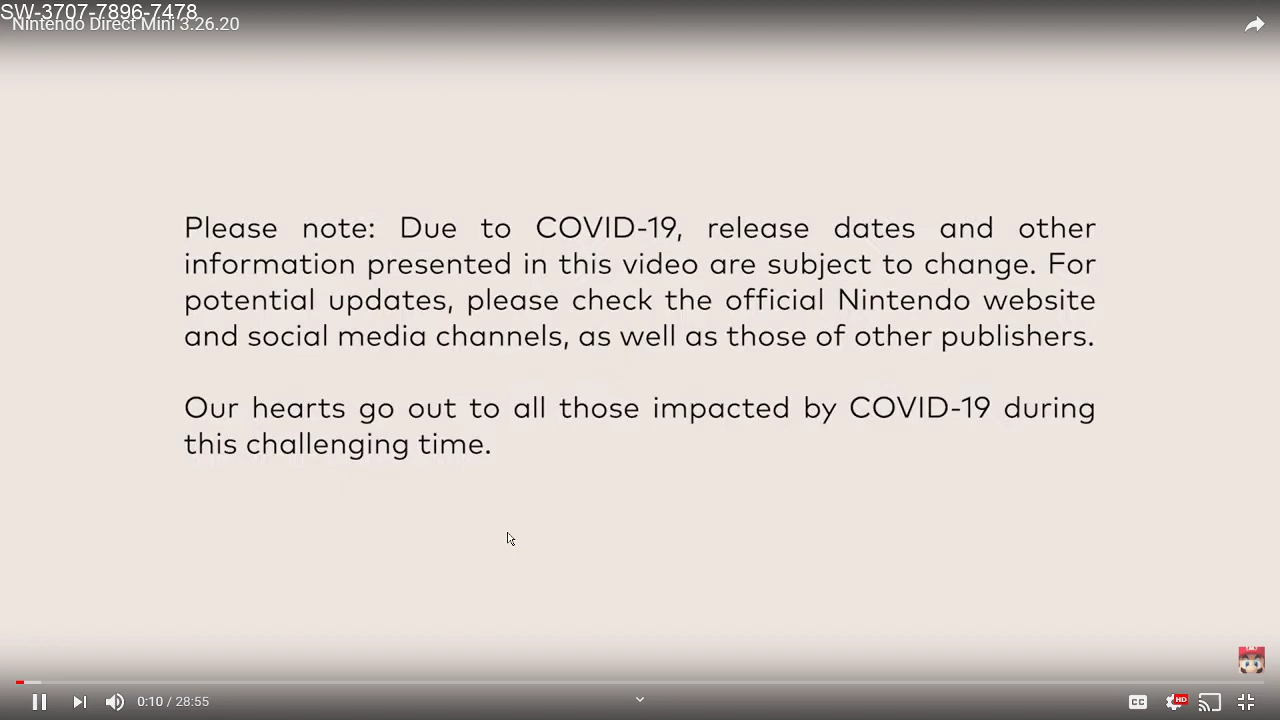 SW-3707-7896-7478
Nintendo Direct Mini 3.26.20
Please note: Due to COVID-19, release dates and other
information presented in this video are subject to change. For
potential updates, please check the official Nintendo website
and social media channels, as well as those of other publishers.
Our hearts go out to all those impacted by COVID-19 during
this challenging time.
0:10 / 28:55
CC
HD